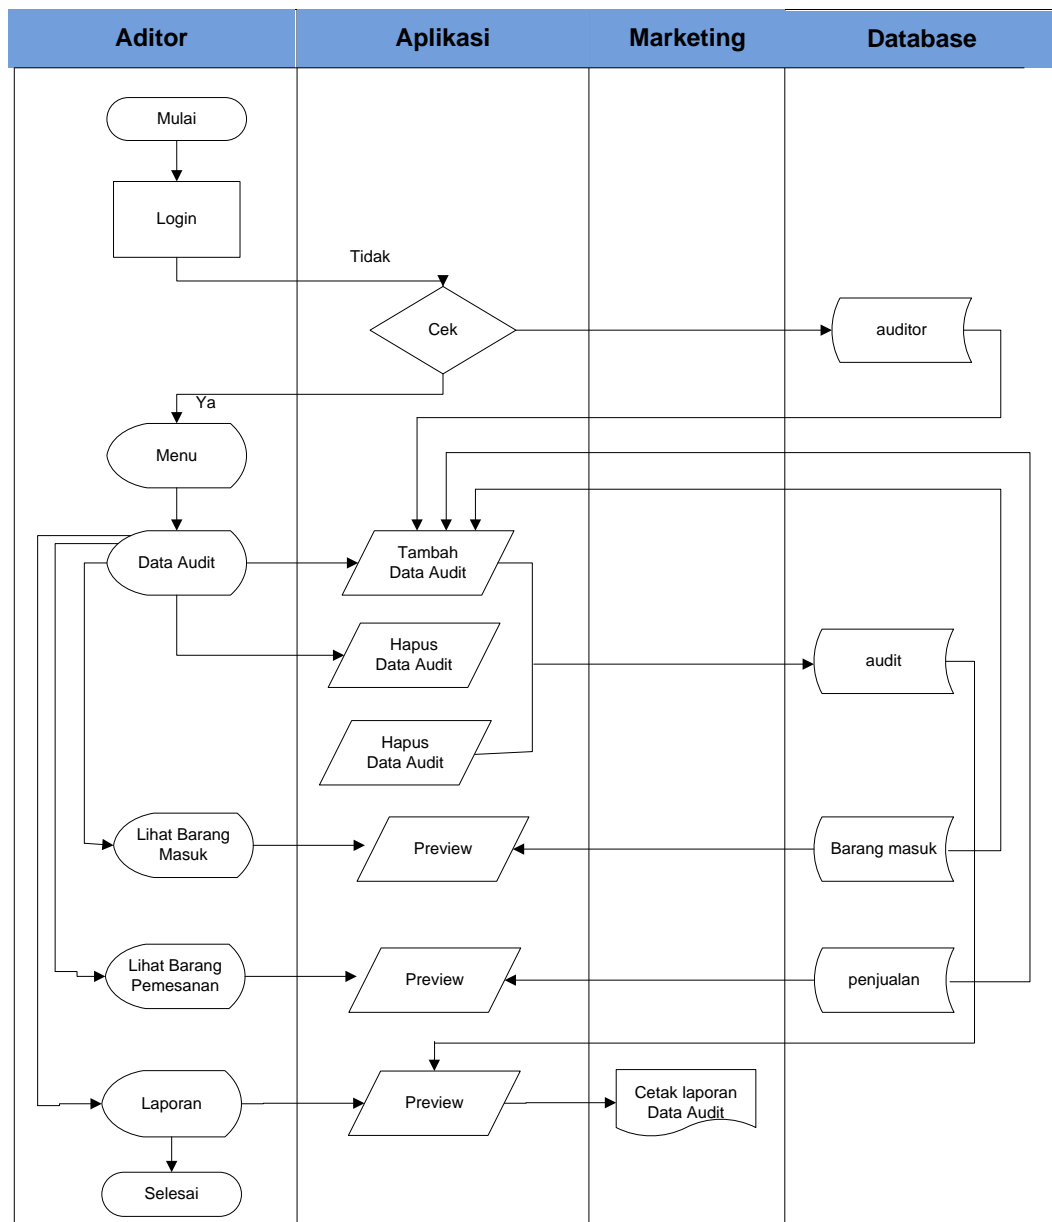 Aditor
Aplikasi
Marketing
Database
Mulai
Login
Tidak
Cek
auditor
Ya
Menu
Data Audit
Tambah
Data Audit
Hapus
Data Audit
audit
Hapus
Data Audit
Lihat Barang
Masuk
Preview
Barang masuk
Lihat Barang
Pemesanan
Preview
penjualan
Laporan
Preview
Cetak laporan
Data Audit
Selesai